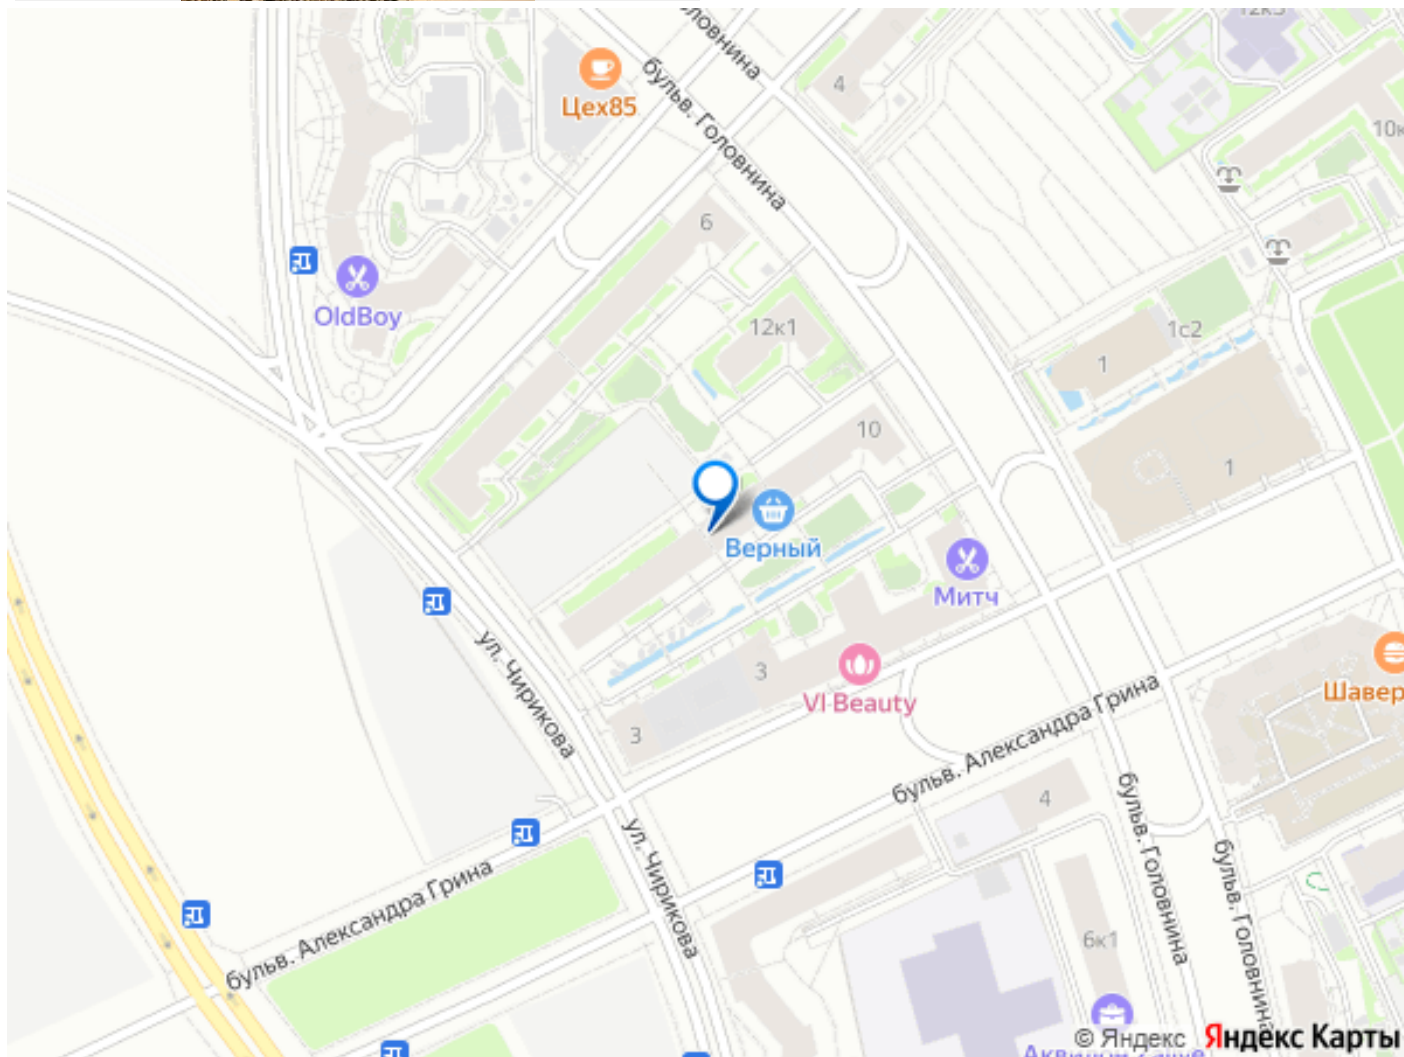 12к3
Головнина
4
бульв. Головнина
Цех85
10к
6
OldBoy
12к1
1с2
1
10
1
Верный
Митч
ул. Чирикова
3
VI Beauty
Шавер
3
бульв. Александра Грина
4
бульв. Головнина
ул. Чирикова
бульв. Головнина
бульв. Александра Грина
6к1
© Яндекс Яндекс Карты